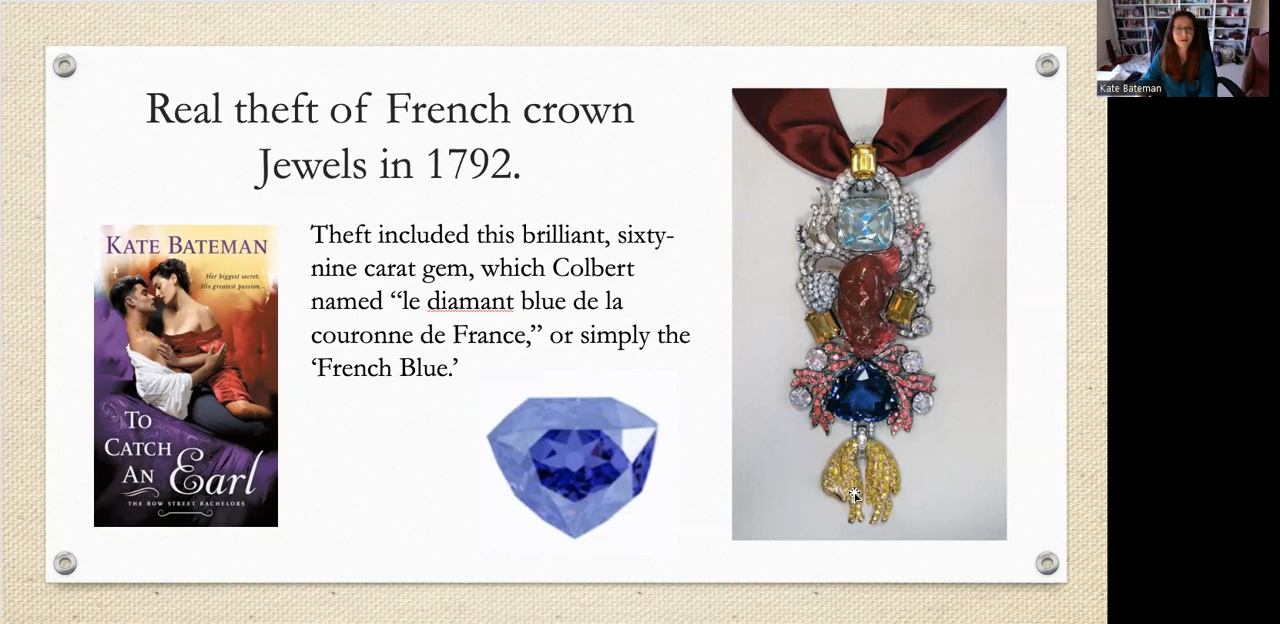 Real theft of French crown
Jewels in 1792.
Theft included this brilliant, sixty-
nine carat gem, which Colbert
named “le diamant blue de la
couronne de France,” or simply the
‘French Blue.’
KATE BATEMAN
Her biggest secret.
His greatest passion...
TO
CATCH
AN Earl
THE BOW STREET BACHELORS
Kate Bateman